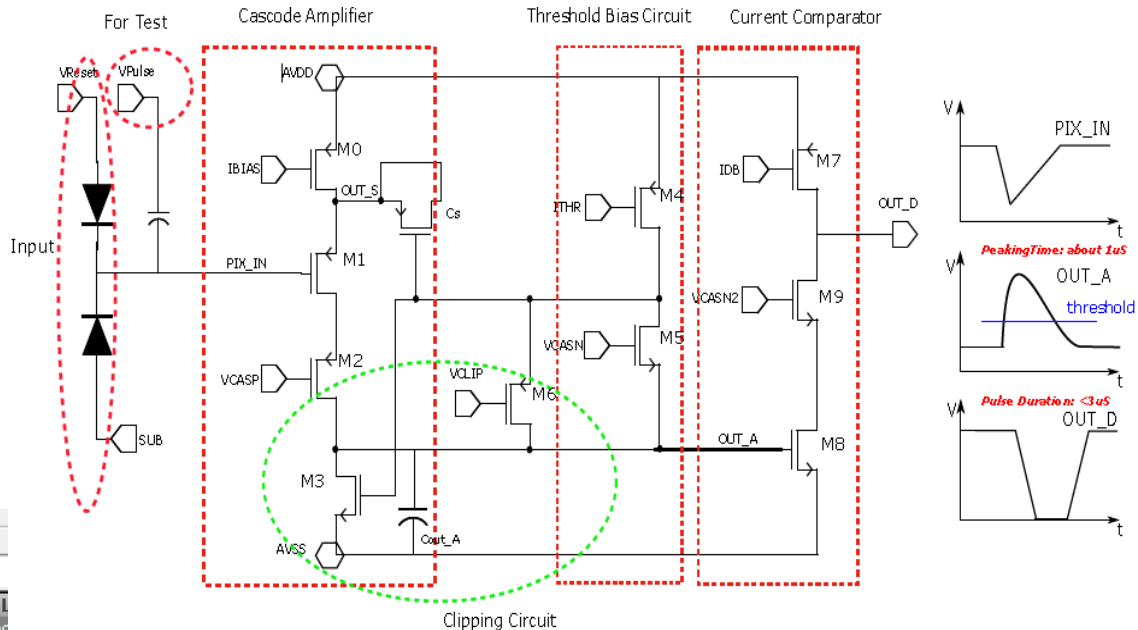 Cascode Amplifier
Threshold Bias Circuit
Current Comparator
For Test
VReset
VPulse
AVDD
M0
IBIAS
OUT_S
Cs
M4
ITHR
M7
IDB
OUT_D
V
PIX_IN
t
Input
PIX_IN
M1
VCASN2
M9
PeakingTime: about 1uS
V
OUT_A
threshold
t
VCASN
M5
VCASP
M2
VCLIP
M6
OUT_A
M8
SUB
M3
Cout_A
AVSS
Pulse Duration: <3uS
V
OUT_D
t
Clipping Circuit